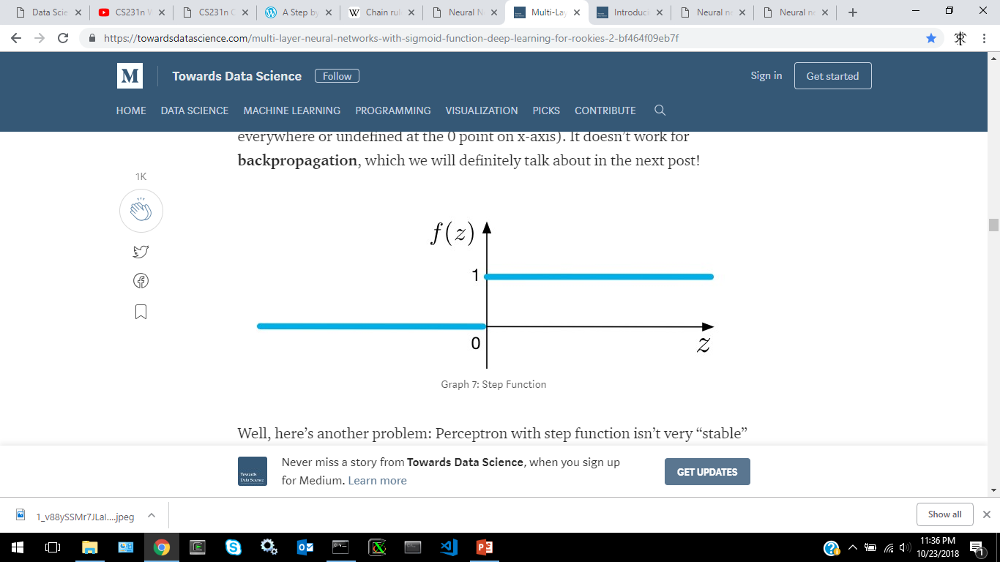 Data Scie
CS231n W
CS231n C
A Step by
Chain rul
Neural N
Multi-Lay
Introduc
Neural ne
Neural ne
https://towardsdatascience.com/multi-layer-neural-networks-with-sigmoid-function-deep-learning-for-rookies-2-bf464f09eb7f
M
Towards Data Science
Follow
Sign in
Get started
HOME DATA SCIENCE MACHINE LEARNING PROGRAMMING VISUALIZATION PICKS CONTRIBUTE
everywhere or undefined at the 0 point on x-axis). It doesn’t work for
backpropagation, which we will definitely talk about in the next post!
1K
f(z)
1
0
z
Graph 7: Step Function
Well, here’s another problem: Perceptron with step function isn’t very “stable”
Towards
Data Science
Never miss a story from Towards Data Science, when you sign up
for Medium. Learn more
GET UPDATES
1_v88ySSMr7JLaI....jpeg
Show all
11:36 PM
10/23/2018
1